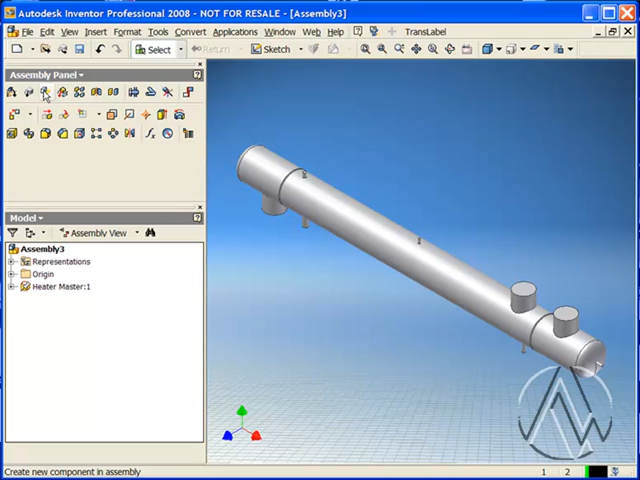 Autodesk Inventor Professional 2008 - NOT FOR RESALE - [Assembly3]
File Edit View Insert Format Tools Convert Applications Window Web Help TransLabel
Select Return Sketch
Assembly Panel
Model
Assembly View
Assembly3
Representations
Origin
Heater Master:1
Create new component in assembly
1 2